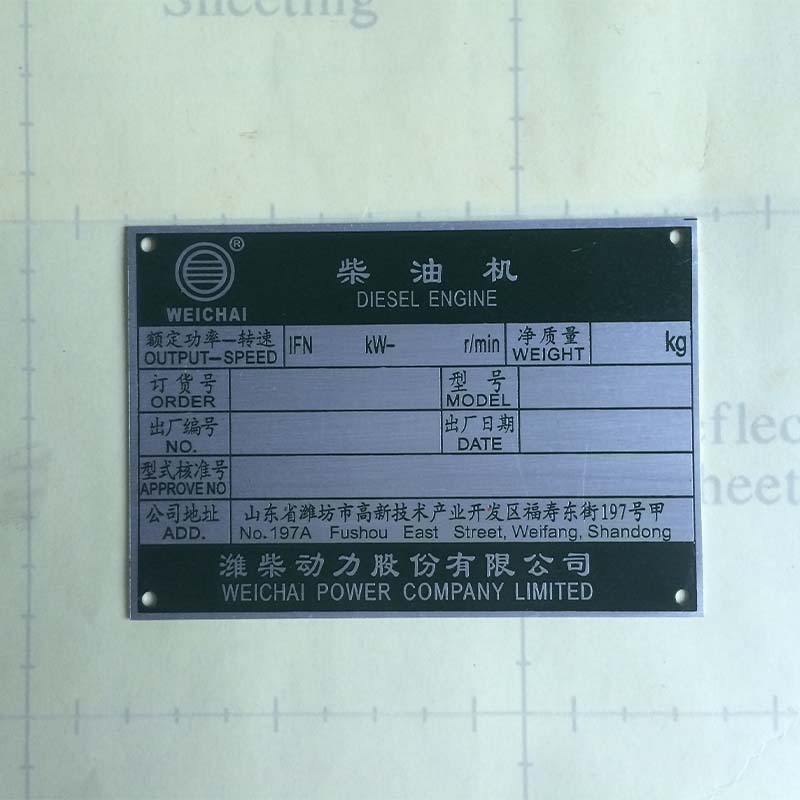 Sheeting
®
WEICHAI
柴油机
DIESEL ENGINE
额定功率—转速 IFN kW- r/min 净质量 kg
OUTPUT—SPEED WEIGHT
订货号 型号
ORDER MODEL
出厂编号 出厂日期
NO. DATE
型式核准号
APPROVE NO
公司地址 山东省潍坊市高新技术产业开发区福寿东街197号甲
ADD. No.197A Fushou East Street, Weifang, Shandong
潍柴动力股份有限公司
WEICHAI POWER COMPANY LIMITED